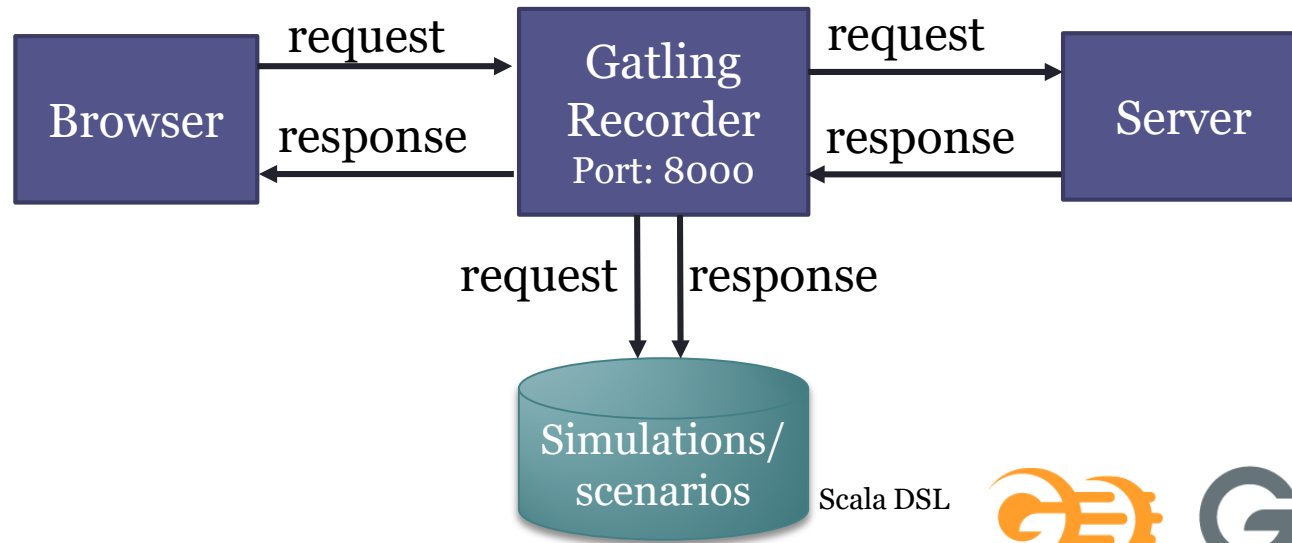 request
request
Browser
Gatling
Recorder
Port: 8000
Server
response
response
request
response
Simulations/
scenarios
Scala DSL